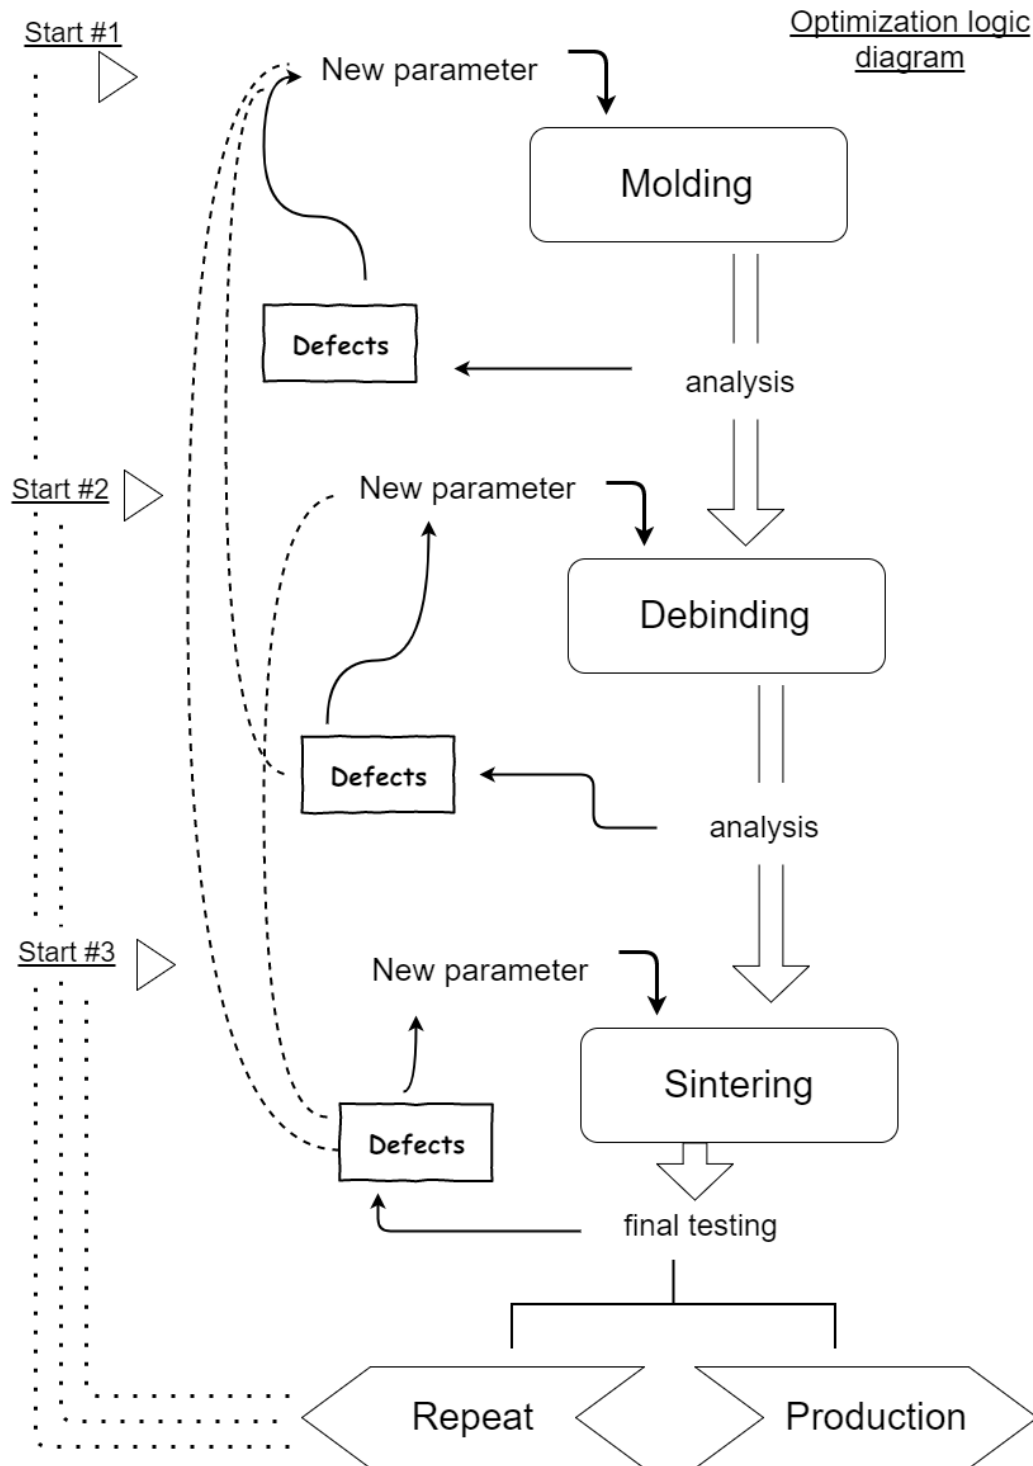 Start #1
Optimization logic
diagram
New parameter
Molding
Defects
analysis
Start #2
New parameter
Debinding
Defects
analysis
Start #3
New parameter
Sintering
Defects
final testing
Repeat
Production